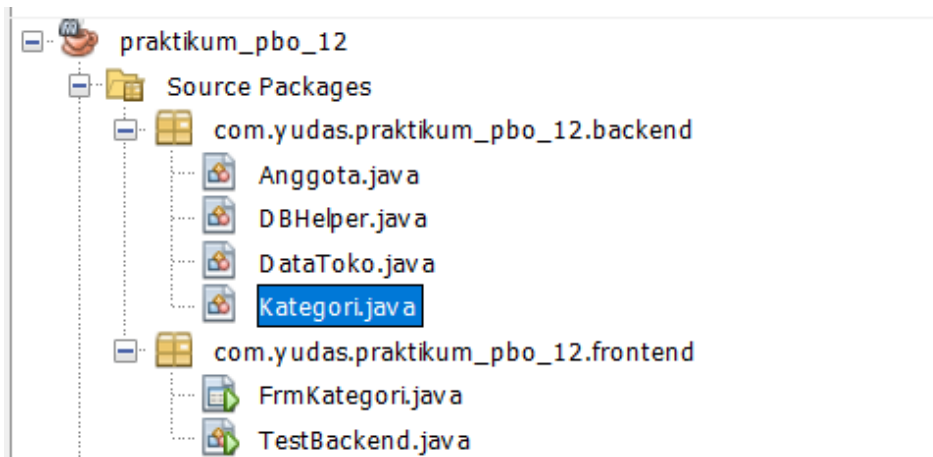 praktikum_pbo_12
Source Packages
com.yudas.praktikum_pbo_12.backend
Anggota.java
DBHelper.java
DataToko.java
Kategori.java
com.yudas.praktikum_pbo_12.frontend
FrmKategori.java
TestBackend.java